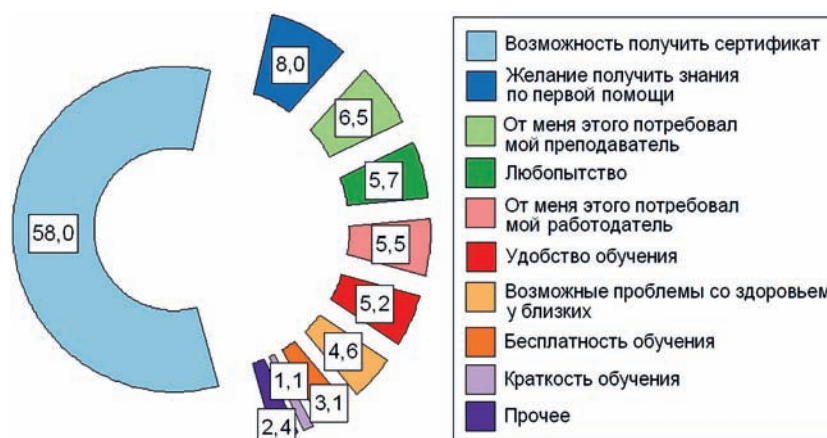 8,0
6,5
5,7
5,5
5,2
4,6
3,1
1,1
2,4
58,0
Возможность получить сертификат
Желание получить знания
по первой помощи
От меня этого потребовал
мой преподаватель
Любопытство
От меня этого потребовал
мой работодатель
Удобство обучения
Возможные проблемы со здоровьем
у близких
Бесплатность обучения
Краткость обучения
Прочее